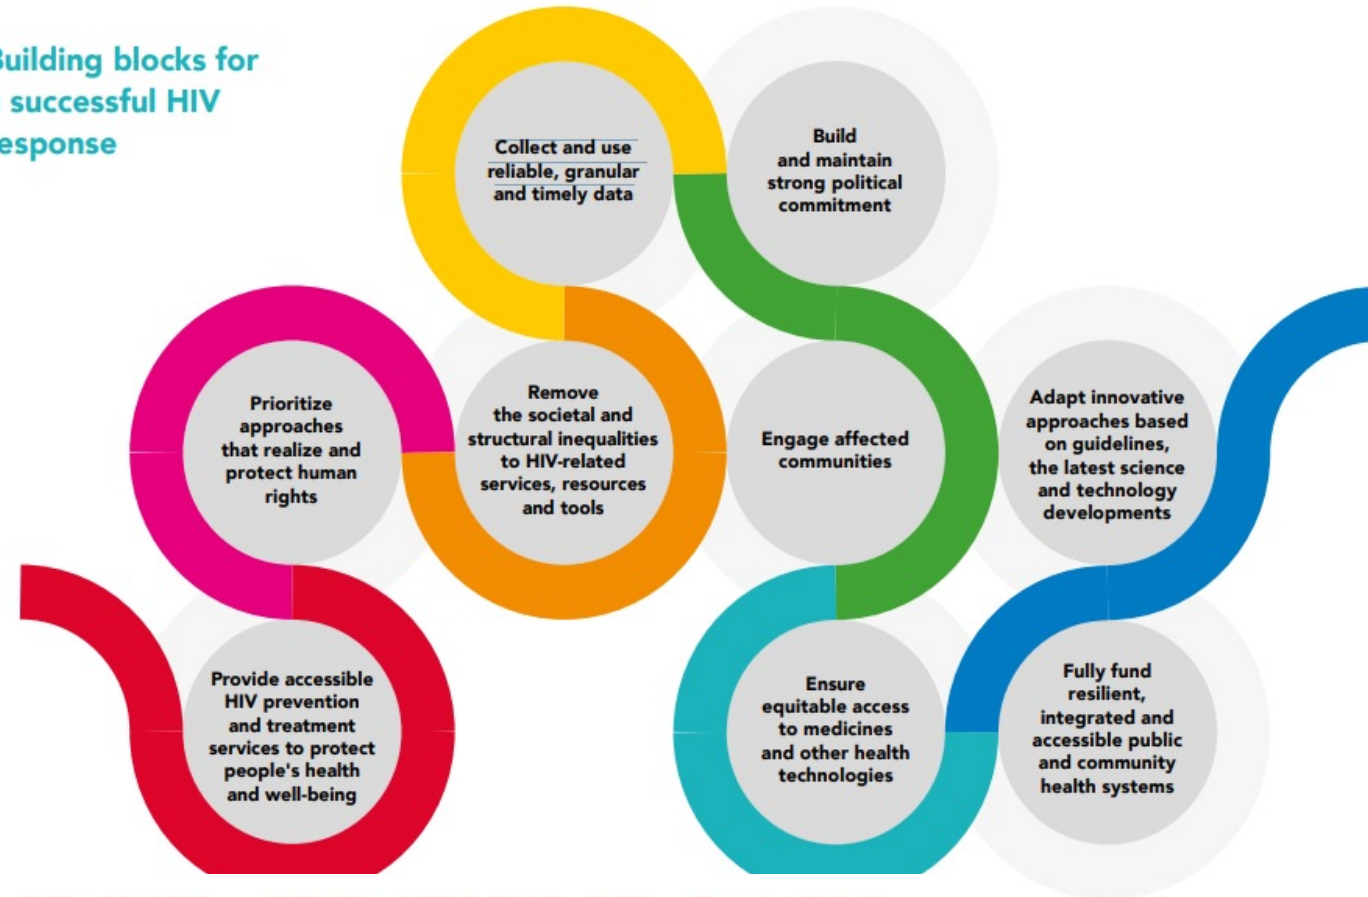 Building blocks for
successful HIV
response
Collect and use
reliable, granular
and timely data
Build
and maintain
strong political
commitment
Prioritize
approaches
that realize and
protect human
rights
Remove
the societal and
structural inequalities
to HIV-related
services, resources
and tools
Engage affected
communities
Adapt innovative
approaches based
on guidelines,
the latest science
and technology
developments
Provide accessible
HIV prevention
and treatment
services to protect
people's health
and well-being
Ensure
equitable access
to medicines
and other health
technologies
Fully fund
resilient,
integrated and
accessible public
and community
health systems